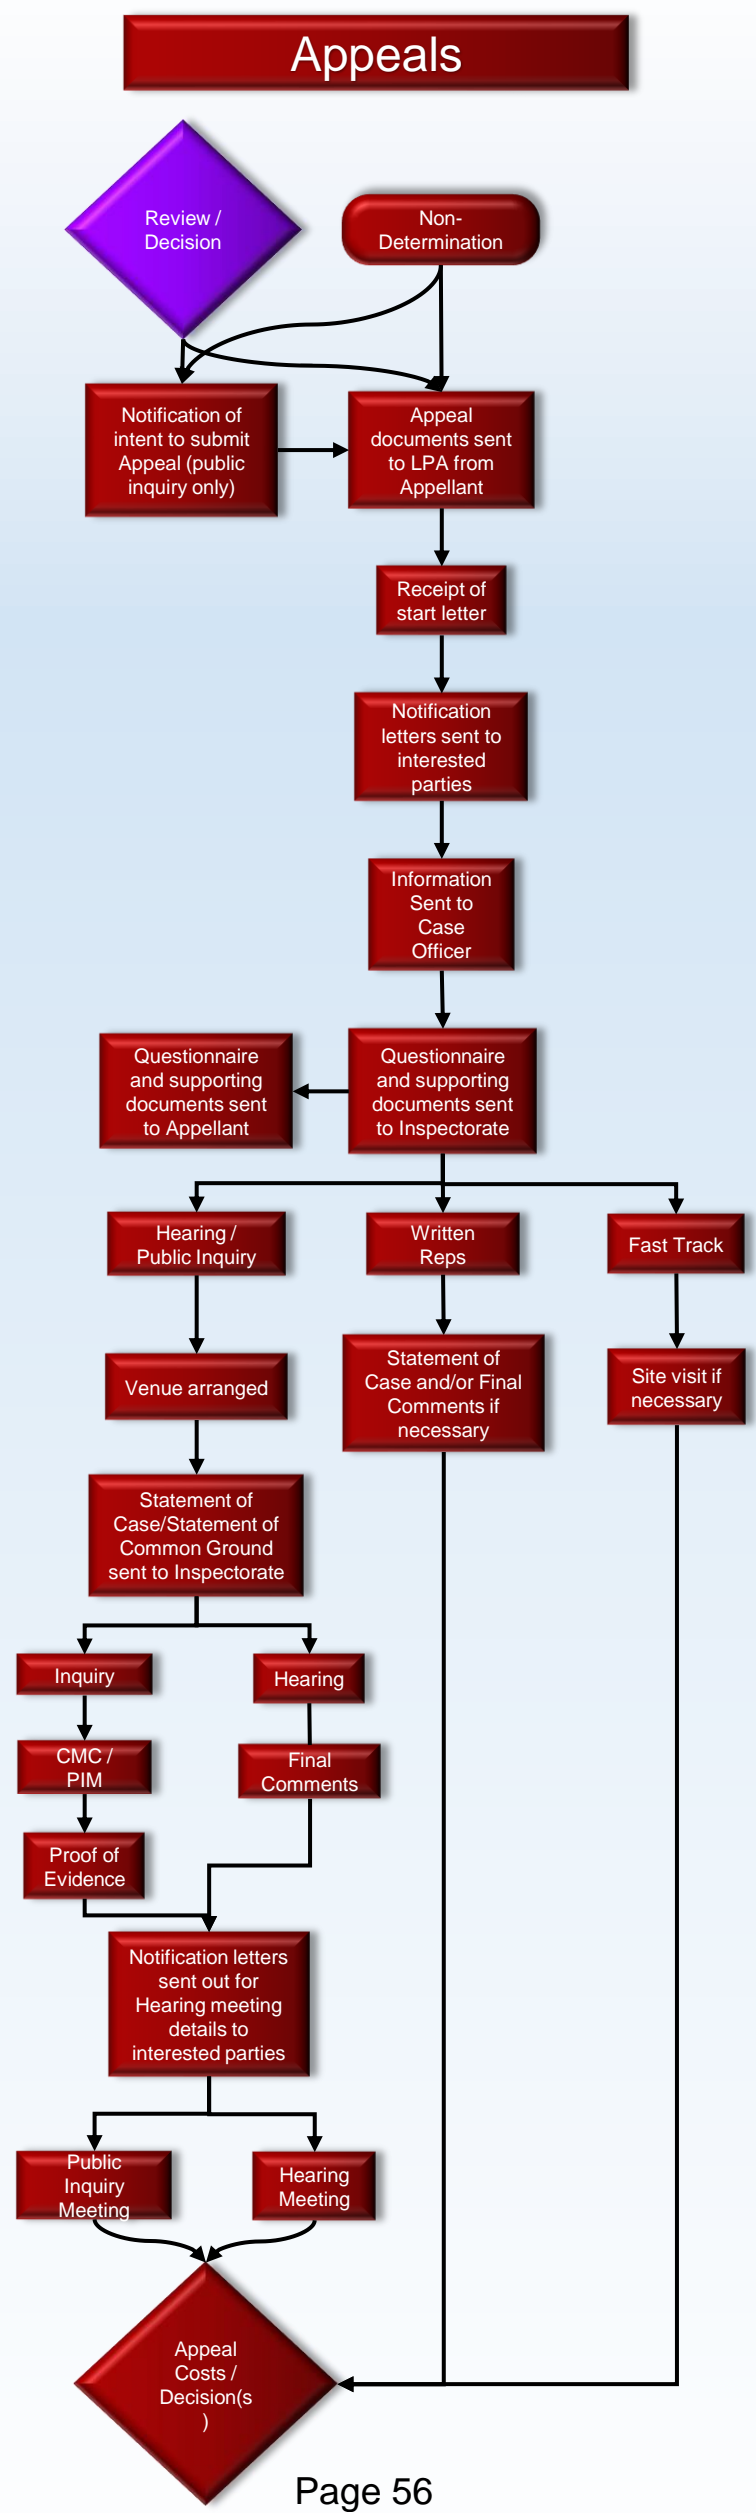 Appeals
Review /
Decision
Non-
Determination
Notification of
intent to submit
Appeal (public
inquiry only)
Appeal
documents sent
to LPA from
Appellant
Receipt of
start letter
Notification
letters sent to
interested
parties
Information
Sent to
Case
Officer
Questionnaire
and supporting
documents sent
to Appellant
Questionnaire
and supporting
documents sent
to Inspectorate
Hearing /
Public Inquiry
Written
Reps
Fast Track
Venue arranged
Statement of
Case and/or Final
Comments if
necessary
Site visit if
necessary
Statement of
Case/Statement of
Common Ground
sent to Inspectorate
Inquiry
Hearing
CMC /
PIM
Final
Comments
Proof of
Evidence
Notification letters
sent out for
Hearing meeting
details to
interested parties
Public
Inquiry
Meeting
Hearing
Meeting
Appeal
Costs /
Decision(s
)
Page 56